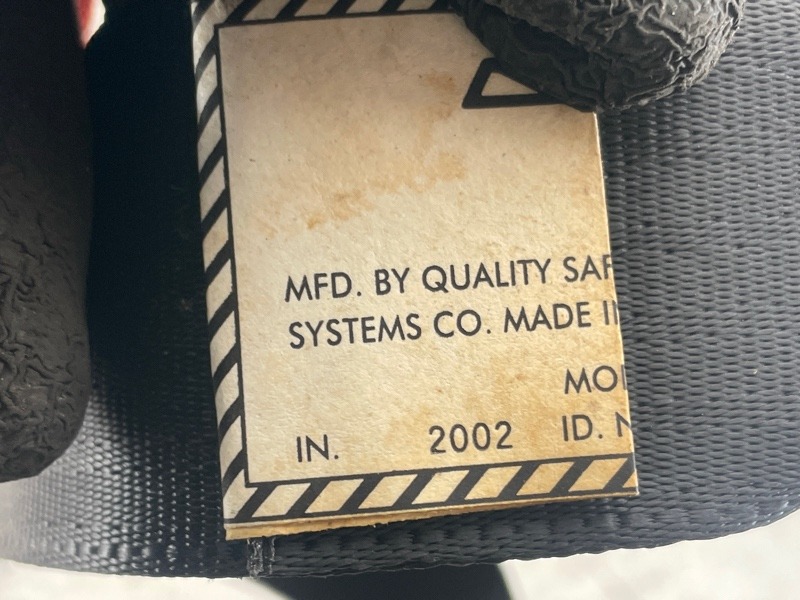 MFD. BY QUALITY SAF
SYSTEMS CO. MADE I
MO
IN. 2002 ID. N